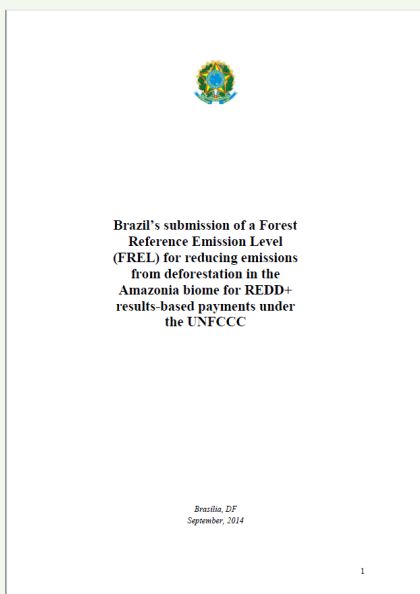 Brazil's submission of a Forest
Reference Emission Level
(FREL) for reducing emissions
from deforestation in the
Amazonia biome for REDD+
results-based payments under
the UNFCCC
Brasília, DF
September, 2014
1